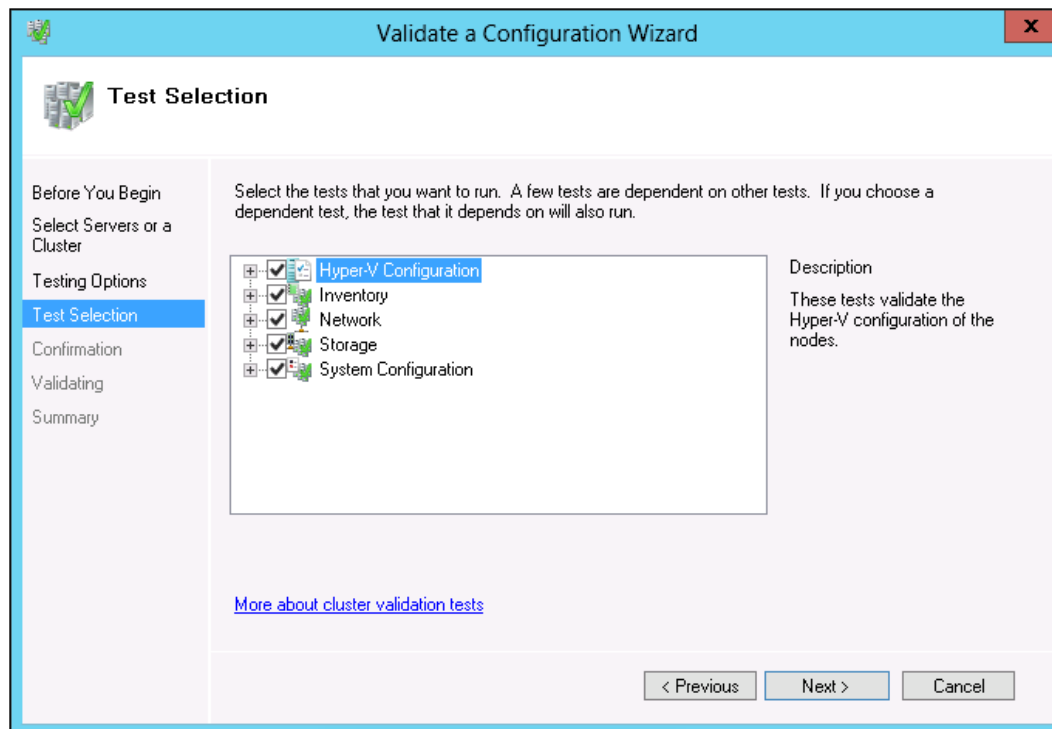 Validate a Configuration Wizard
x
Test Selection
Before You Begin
Select Servers or a
Cluster
Testing Options
Test Selection
Confirmation
Validating
Summary
Select the tests that you want to run. A few tests are dependent on other tests. If you choose a
dependent test, the test that it depends on will also run.
Hyper-V Configuration
Inventory
Network
Storage
System Configuration
Description
These tests validate the
Hyper-V configuration of the
nodes.
More about cluster validation tests
< Previous
Next >
Cancel